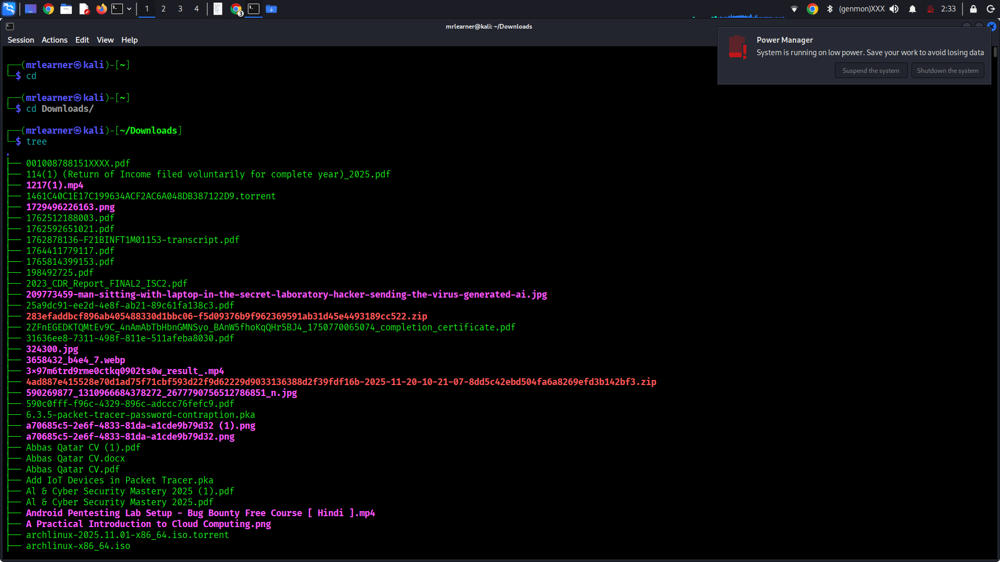 1 2 3 4
3
(genmon)XXX 2:33
mrlearner@kali: ~/Downloads
Session Actions Edit View Help
Power Manager
System is running on low power. Save your work to avoid losing data
Suspend the system Shutdown the system
┌──(mrlearner㉿kali)-[~]
└─$ cd
┌──(mrlearner㉿kali)-[~]
└─$ cd Downloads/
┌──(mrlearner㉿kali)-[~/Downloads]
└─$ tree
.
├── 001008788151XXXX.pdf
├── 114(1) (Return of Income filed voluntarily for complete year)_2025.pdf
├── 1217(1).mp4
├── 1461C40C1E17C199634ACF2AC6A048DB387122D9.torrent
├── 1729496226163.png
├── 1762512188003.pdf
├── 1762592651021.pdf
├── 1762878136-F21BINFT1M01153-transcript.pdf
├── 1764411779117.pdf
├── 1765814399153.pdf
├── 198492725.pdf
├── 2023_CDR_Report_FINAL2_ISC2.pdf
├── 209773459-man-sitting-with-laptop-in-the-secret-laboratory-hacker-sending-the-virus-generated-ai.jpg
├── 25a9dc91-ee2d-4e8f-ab21-89c61fa138c3.pdf
├── 283efaddbcf896ab405488330d1bbc06-f5d09376b9f962369591ab31d45e4493189cc522.zip
├── 2ZFnEGEDKTQMtEv9C_4nAmAbTbHbnGMNSyo_BAnW5fhoKqQHr5BJ4_1750770065074_completion_certificate.pdf
├── 31636ee8-7311-498f-811e-511afeba8030.pdf
├── 324300.jpg
├── 3658432_b4e4_7.webp
├── 3×97m6trd9rme0ctkq0902ts0w_result_.mp4
├── 4ad887e415528e70d1ad75f71cbf593d22f9d62229d9033136388d2f39fdf16b-2025-11-20-10-21-07-8dd5c42ebd504fa6a8269efd3b142bf3.zip
├── 590269877_1310966684378272_2677790756512786851_n.jpg
├── 590c0fff-f96c-4329-896c-adccc76fefc9.pdf
├── 6.3.5-packet-tracer-password-contraption.pka
├── a70685c5-2e6f-4833-81da-a1cde9b79d32 (1).png
├── a70685c5-2e6f-4833-81da-a1cde9b79d32.png
├── Abbas Qatar CV (1).pdf
├── Abbas Qatar CV.docx
├── Abbas Qatar CV.pdf
├── Add IoT Devices in Packet Tracer.pka
├── Al & Cyber Security Mastery 2025 (1).pdf
├── Al & Cyber Security Mastery 2025.pdf
├── Android Pentesting Lab Setup - Bug Bounty Free Course [ Hindi ].mp4
├── A Practical Introduction to Cloud Computing.png
├── archlinux-2025.11.01-x86_64.iso.torrent
├── archlinux-x86_64.iso